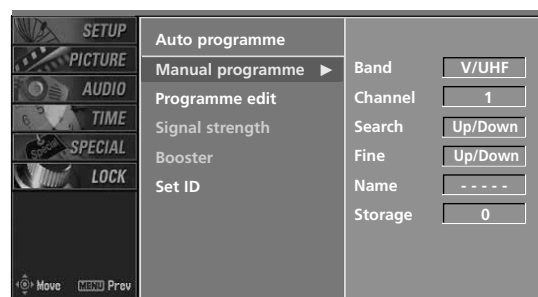 SETUP
PICTURE
AUDIO
TIME
SPECIAL
LOCK
Move MENU Prev
Auto programme
Manual programme ►
Programme edit
Signal strength
Booster
Set ID
Band V/UHF
Channel 1
Search Up/Down
Fine Up/Down
Name - - - - -
Storage 0